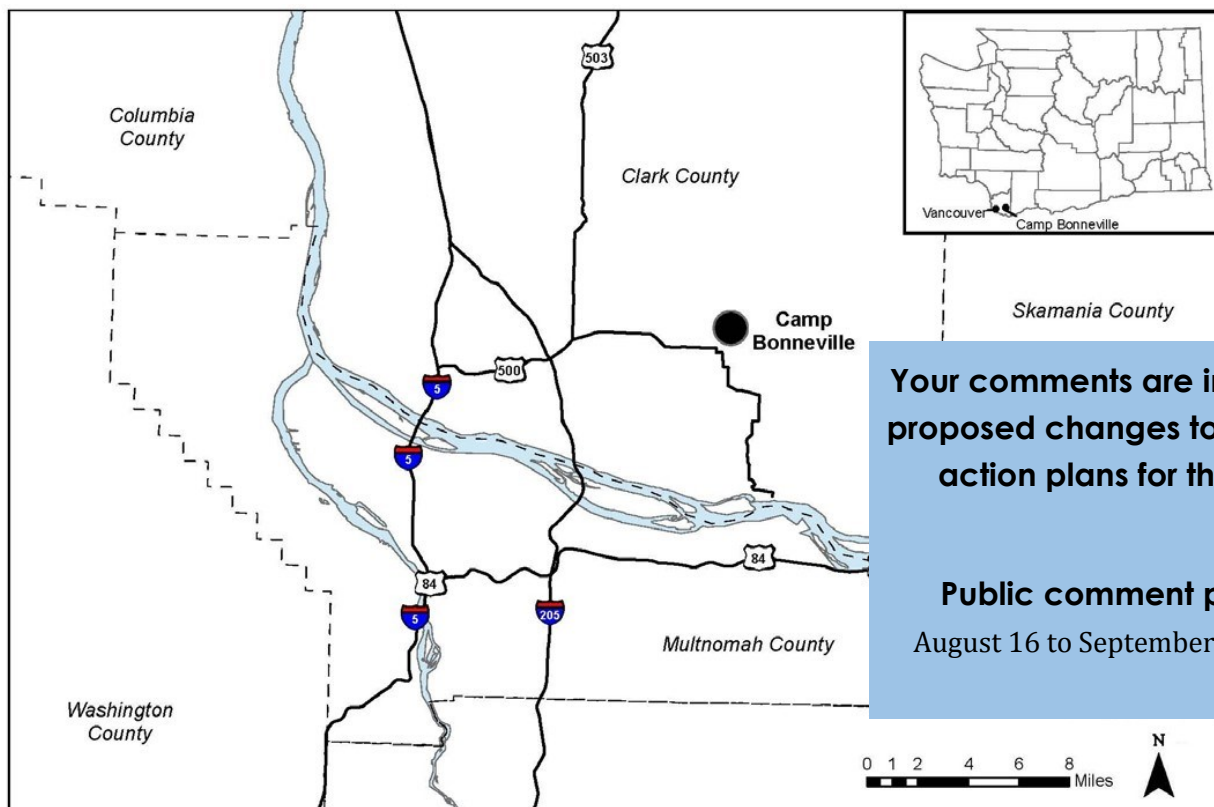 503
Columbia
County
Clark County
Vancouver
Camp Bonneville
Skamania County
Camp
Bonneville
500
5
5
Your comments are
proposed changes
action plans for
84
84
5
205
Public comment
August 16 to September
Multnomah County
Washington
County
N
0 1 2 4 6 8
Miles